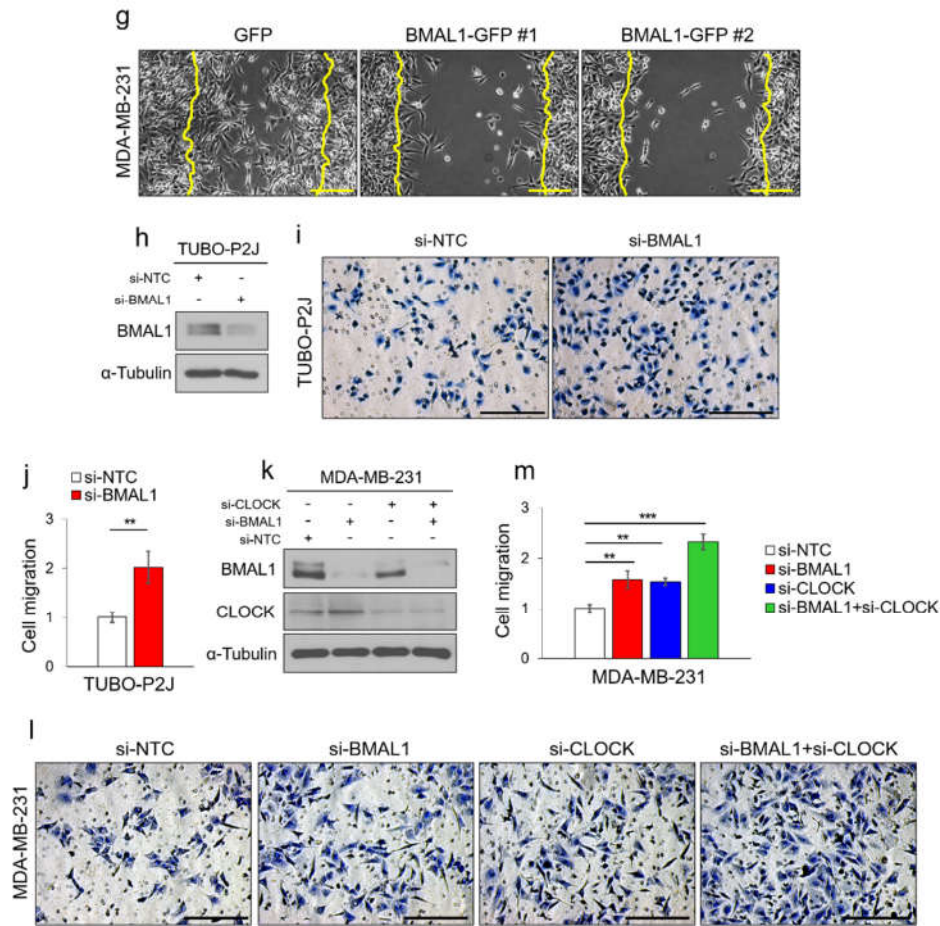 g
GFP BMAL1-GFP #1 BMAL1-GFP #2
MDA-MB-231
h
TUBO-P2J
si-NTC + -
si-BMAL1 - +
BMAL1
α-Tubulin
i
si-NTC si-BMAL1
TUBO-P2J
j
si-NTC
si-BMAL1
Cell migration
3
2
1
0
**
TUBO-P2J
k
MDA-MB-231
si-CLOCK - - + +
si-BMAL1 - + - +
si-NTC + - - -
BMAL1
CLOCK
α-Tubulin
m
Cell migration
3
2
1
0
***
**
**
MDA-MB-231
si-NTC
si-BMAL1
si-CLOCK
si-BMAL1+si-CLOCK
l
si-NTC si-BMAL1 si-CLOCK si-BMAL1+si-CLOCK
MDA-MB-231